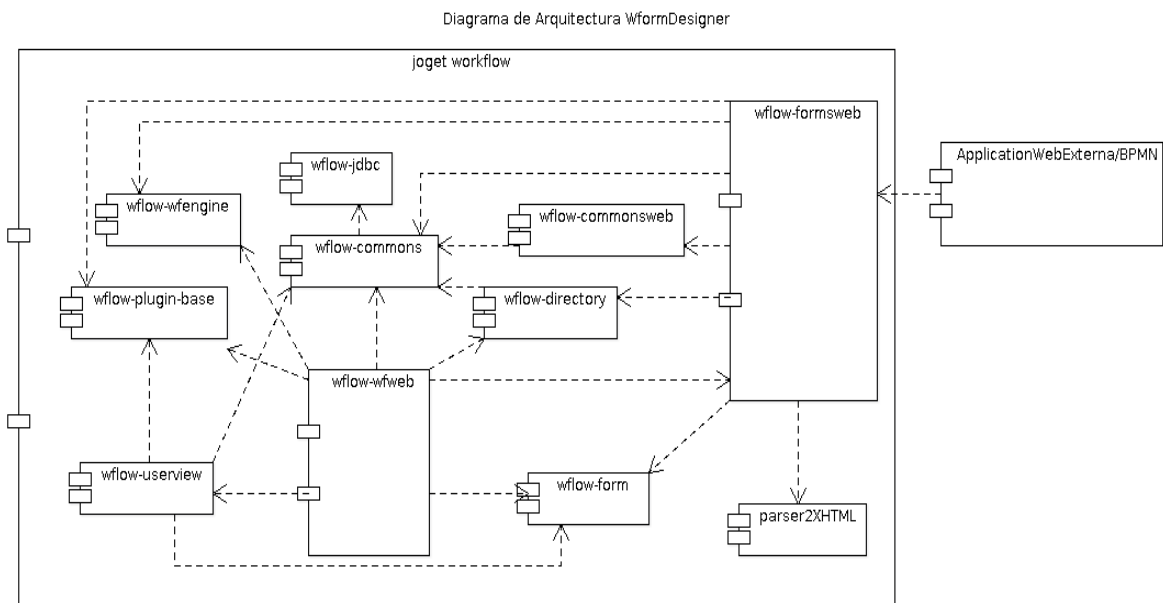 Diagrama de Arquitectura WformDesigner
joget workflow
wflow-formsweb
ApplicationWebExterna/BPMN
wflow-jdbc
wflow-wfengine
wflow-commonsweb
wflow-commons
wflow-plugin-base
wflow-directory
wflow-wfweb
wflow-userview
wflow-form
parser2XHTML